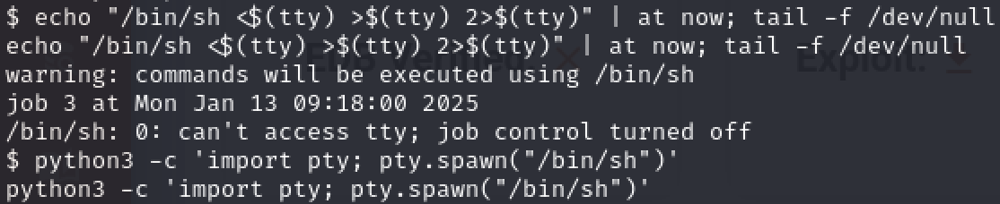 $ echo "/bin/sh <$(tty) >$(tty) 2>$(tty)" | at now; tail -f /dev/null
echo "/bin/sh <$(tty) >$(tty) 2>$(tty)" | at now; tail -f /dev/null
warning: commands will be executed using /bin/sh
job 3 at Mon Jan 13 09:18:00 2025
/bin/sh: 0: can't access tty; job control turned off
$ python3 -c 'import pty; pty.spawn("/bin/sh")'
python3 -c 'import pty; pty.spawn("/bin/sh")'